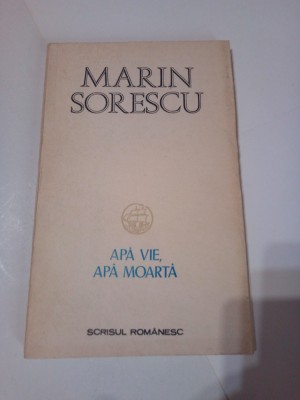 MARIN
SORESCU
APĂ VIE,
APĂ MOARTĂ
SCRISUL ROMÂNESC